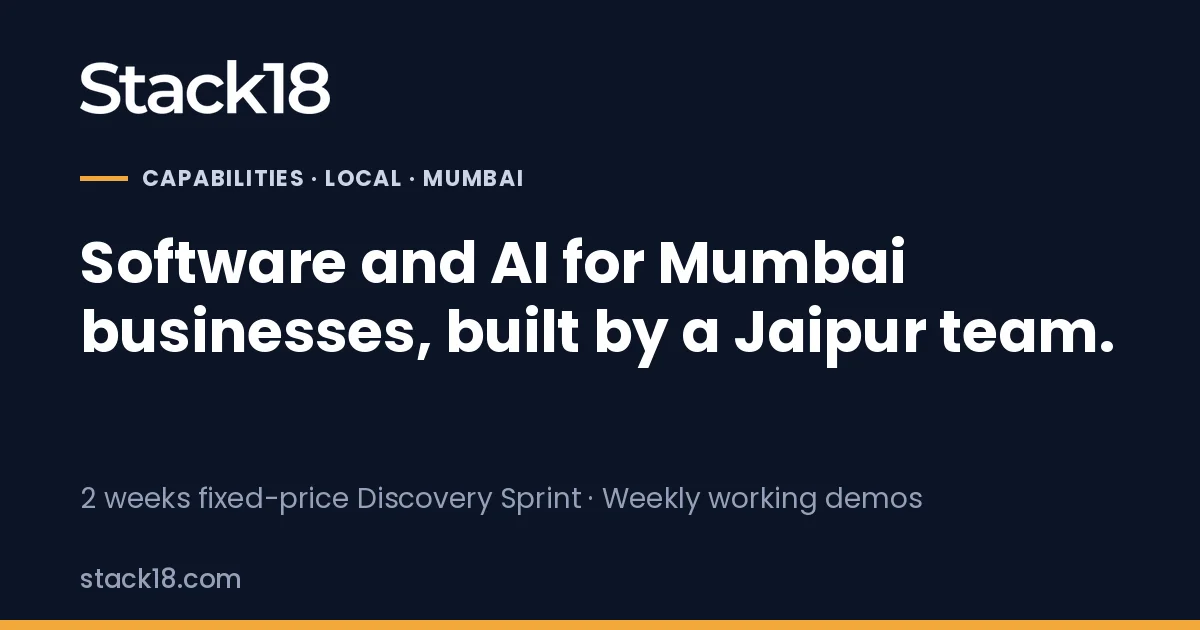 Stack18
CAPABILITIES · LOCAL · MUMBAI
Software and AI for Mumbai
businesses, built by a Jaipur team.
2 weeks fixed-price Discovery Sprint · Weekly working demos
stack18.com